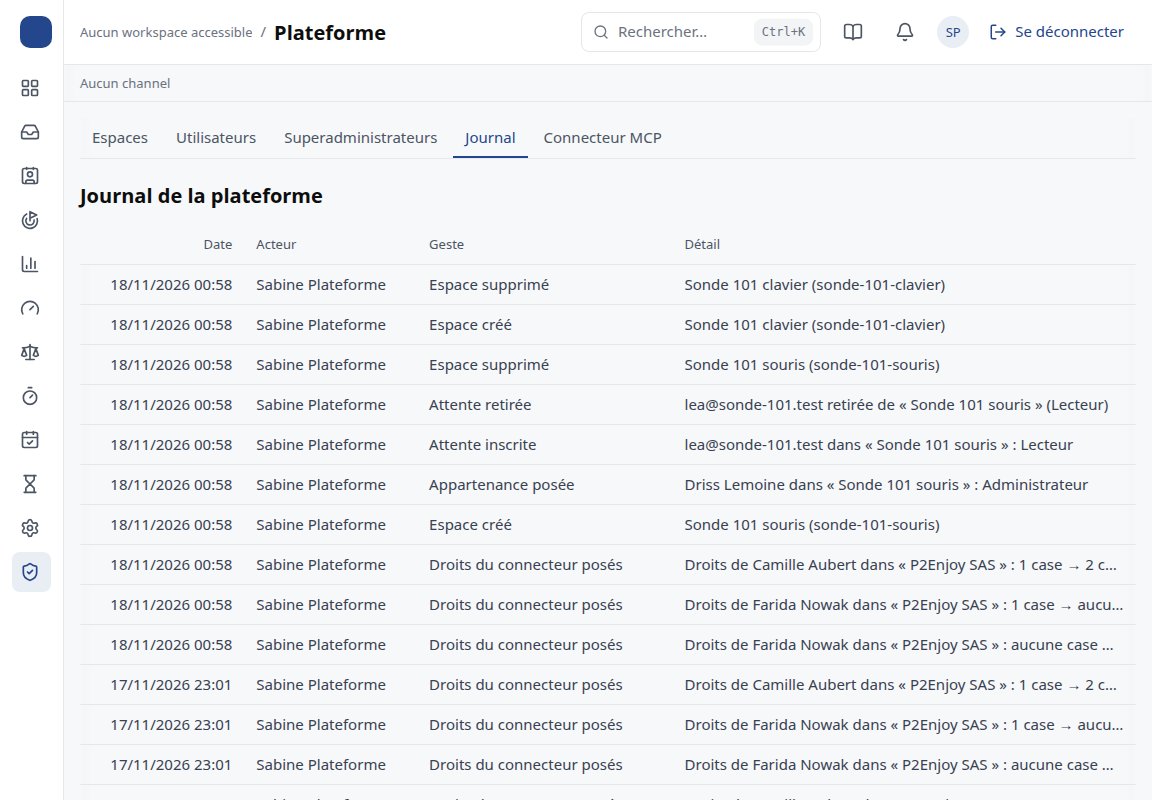 Aucun workspace accessible / Plateforme
Rechercher... Ctrl+K
SP
Se déconnecter
Aucun channel
Espaces Utilisateurs Superadministrateurs Journal Connecteur MCP
Journal de la plateforme
Date Acteur Geste Détail
18/11/2026 00:58 Sabine Plateforme Espace supprimé Sonde 101 clavier (sonde-101-clavier)
18/11/2026 00:58 Sabine Plateforme Espace créé Sonde 101 clavier (sonde-101-clavier)
18/11/2026 00:58 Sabine Plateforme Espace supprimé Sonde 101 souris (sonde-101-souris)
18/11/2026 00:58 Sabine Plateforme Attente retirée lea@sonde-101.test retirée de « Sonde 101 souris » (Lecteur)
18/11/2026 00:58 Sabine Plateforme Attente inscrite lea@sonde-101.test dans « Sonde 101 souris » : Lecteur
18/11/2026 00:58 Sabine Plateforme Appartenance posée Driss Lemoine dans « Sonde 101 souris » : Administrateur
18/11/2026 00:58 Sabine Plateforme Espace créé Sonde 101 souris (sonde-101-souris)
18/11/2026 00:58 Sabine Plateforme Droits du connecteur posés Droits de Camille Aubert dans « P2Enjoy SAS » : 1 case → 2 c...
18/11/2026 00:58 Sabine Plateforme Droits du connecteur posés Droits de Farida Nowak dans « P2Enjoy SAS » : 1 case → aucu...
18/11/2026 00:58 Sabine Plateforme Droits du connecteur posés Droits de Farida Nowak dans « P2Enjoy SAS » : aucune case ...
17/11/2026 23:01 Sabine Plateforme Droits du connecteur posés Droits de Camille Aubert dans « P2Enjoy SAS » : 1 case → 2 c...
17/11/2026 23:01 Sabine Plateforme Droits du connecteur posés Droits de Farida Nowak dans « P2Enjoy SAS » : 1 case → aucu...
17/11/2026 23:01 Sabine Plateforme Droits du connecteur posés Droits de Farida Nowak dans « P2Enjoy SAS » : aucune case ...